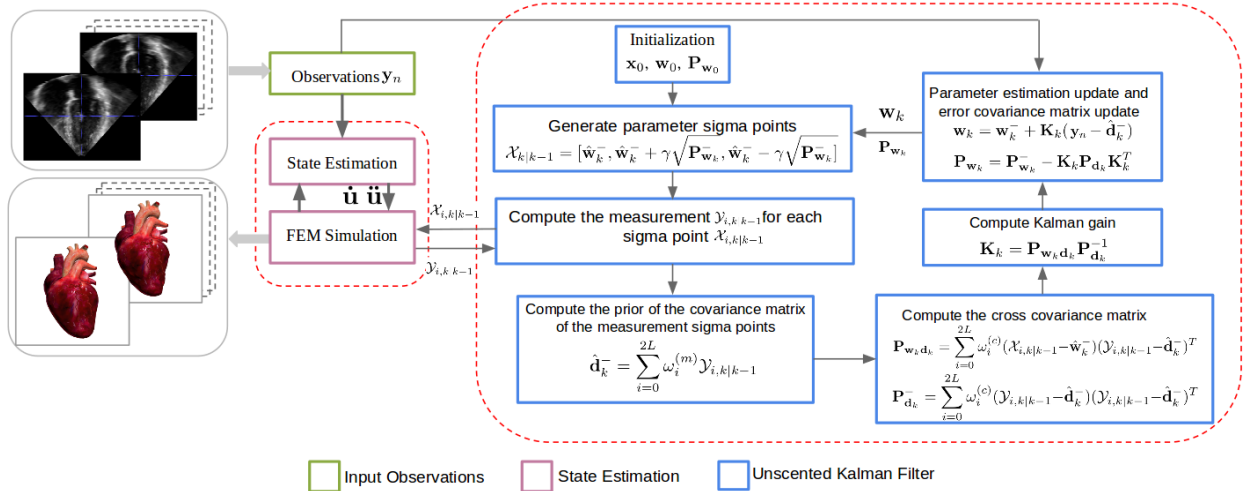 Observations y_n
State Estimation
u̇ ü
FEM Simulation
𝒳_{i,k|k−1}
𝒴_{i,k k−1}
Initialization
x_0, w_0, P_{w_0}
Generate parameter sigma points
𝒳_{k|k−1} = [ŵ_k^−, ŵ_k^− + γ√(P_{w_k}^−), ŵ_k^− − γ√(P_{w_k}^−)]
Compute the measurement 𝒴_{i,k k−1} for each
sigma point 𝒳_{i,k|k−1}
Compute the prior of the covariance matrix
of the measurement sigma points
d̂_k^− = ∑_{i=0}^{2L} ω_i^{(m)} 𝒴_{i,k|k−1}
Compute the cross covariance matrix
P_{w_k d_k} = ∑_{i=0}^{2L} ω_i^{(c)} (𝒳_{i,k|k−1} − ŵ_k^−)(𝒴_{i,k|k−1} − d̂_k^−)^T
P_{d_k}^− = ∑_{i=0}^{2L} ω_i^{(c)} (𝒴_{i,k|k−1} − d̂_k^−)(𝒴_{i,k|k−1} − d̂_k^−)^T
Compute Kalman gain
K_k = P_{w_k d_k} P_{d_k}^{−1}
Parameter estimation update and
error covariance matrix update
w_k = w_k^− + K_k(y_n − d̂_k^−)
P_{w_k} = P_{w_k}^− − K_k P_{d_k} K_k^T
w_k
P_{w_k}
Input Observations
State Estimation
Unscented Kalman Filter